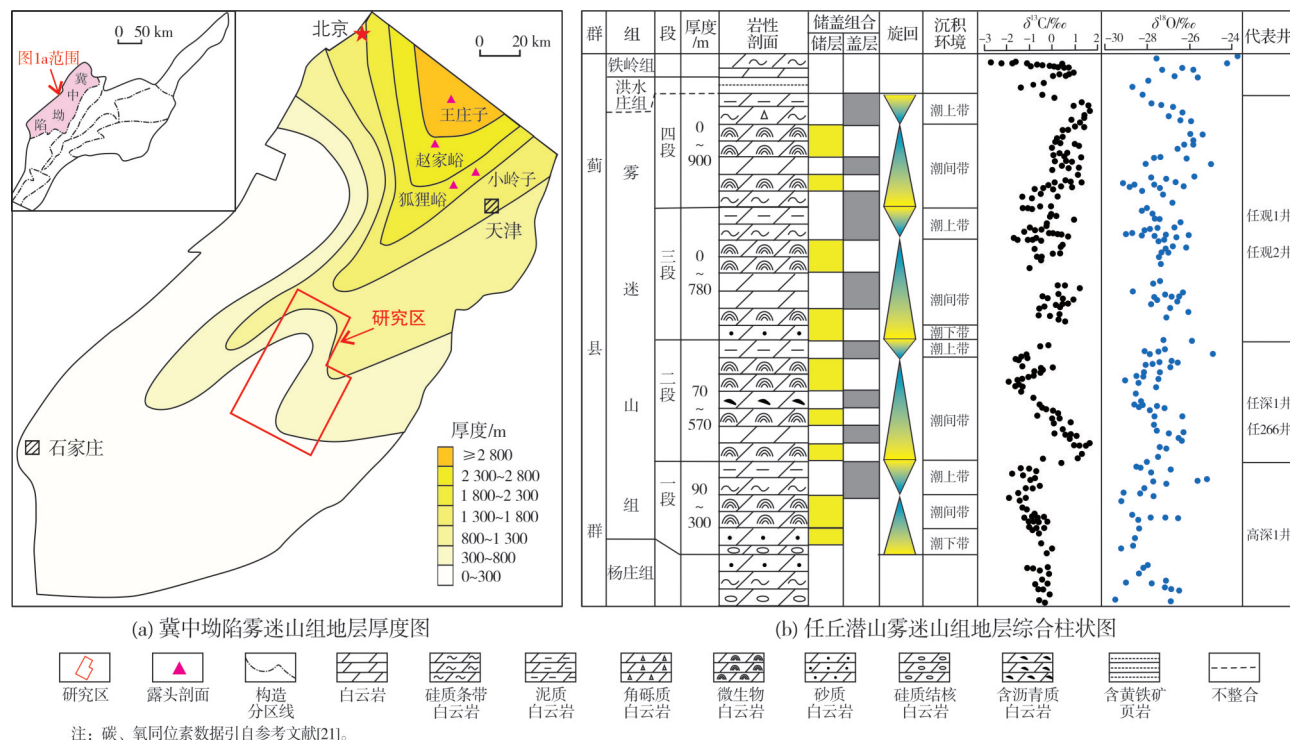 0 50 km
图1a范围
冀
中
坳
陷
北京
0 20 km
王庄子
赵家峪
小岭子
狐狸峪
天津
研究区
石家庄
厚度/m
≥2 800
2 300~2 800
1 800~2 300
1 300~1 800
800~1 300
300~800
0~300
(a) 冀中坳陷雾迷山组地层厚度图
群 组 段 厚度/m 岩性剖面 储盖组合 旋回 沉积环境 δ¹³C/‰ δ¹⁸O/‰ 代表井
储层 盖层
-3 -2 -1 0 1 2
-30 -28 -26 -24
铁岭组
洪水庄组
蓟县群
雾迷山组
杨庄组
四段
0~900
潮上带
潮间带
三段
0~780
潮上带
潮间带
潮下带
任观1井
任观2井
二段
70~570
潮上带
潮间带
任深1井
任266井
一段
90~300
潮上带
潮间带
潮下带
高深1井
(b) 任丘潜山雾迷山组地层综合柱状图
研究区
露头剖面
构造
分区线
白云岩
硅质条带
白云岩
泥质
白云岩
角砾质
白云岩
微生物
白云岩
砂质
白云岩
硅质结核
白云岩
含沥青质
白云岩
含黄铁矿
页岩
不整合
注：碳、氧同位素数据引自参考文献[21]。